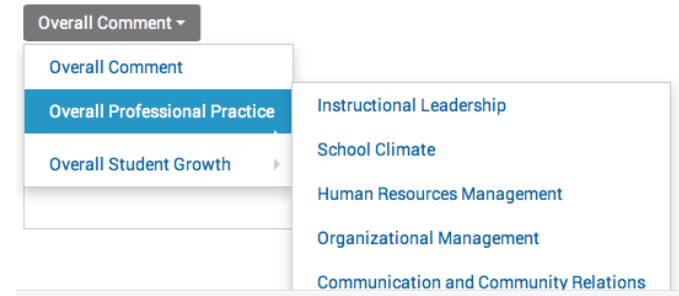 Overall Comment
Overall Comment
Overall Professional Practice
Overall Student Growth
Instructional Leadership
School Climate
Human Resources Management
Organizational Management
Communication and Community Relations